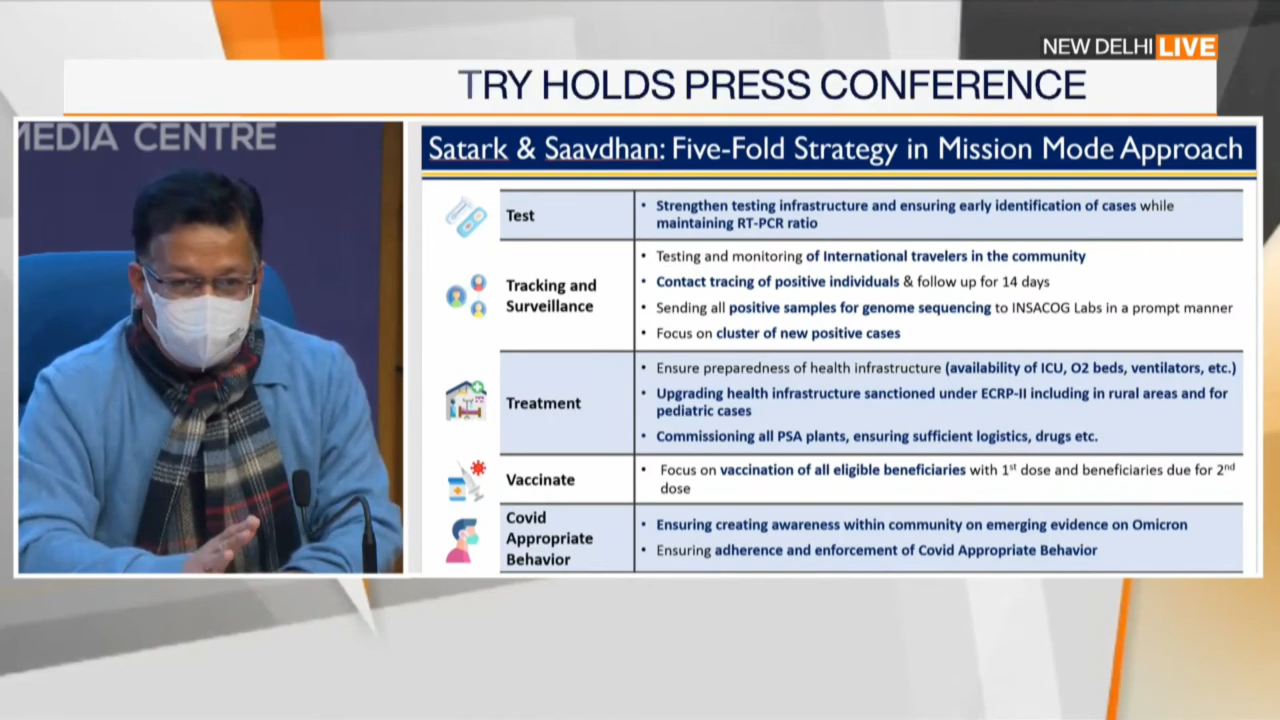 NEW DELHI LIVE
TRY HOLDS PRESS CONFERENCE
MEDIA CENTRE
Satark & Saavdhan: Five-Fold Strategy in Mission Mode Approach
Test
• Strengthen testing infrastructure and ensuring early identification of cases while
maintaining RT-PCR ratio
Tracking and
Surveillance
• Testing and monitoring of International travelers in the community
• Contact tracing of positive individuals & follow up for 14 days
• Sending all positive samples for genome sequencing to INSACOG Labs in a prompt manner
• Focus on cluster of new positive cases
Treatment
• Ensure preparedness of health infrastructure (availability of ICU, O2 beds, ventilators, etc.)
• Upgrading health infrastructure sanctioned under ECRP-II including in rural areas and for
pediatric cases
• Commissioning all PSA plants, ensuring sufficient logistics, drugs etc.
Vaccinate
• Focus on vaccination of all eligible beneficiaries with 1st dose and beneficiaries due for 2nd
dose
Covid
Appropriate
Behavior
• Ensuring creating awareness within community on emerging evidence on Omicron
• Ensuring adherence and enforcement of Covid Appropriate Behavior